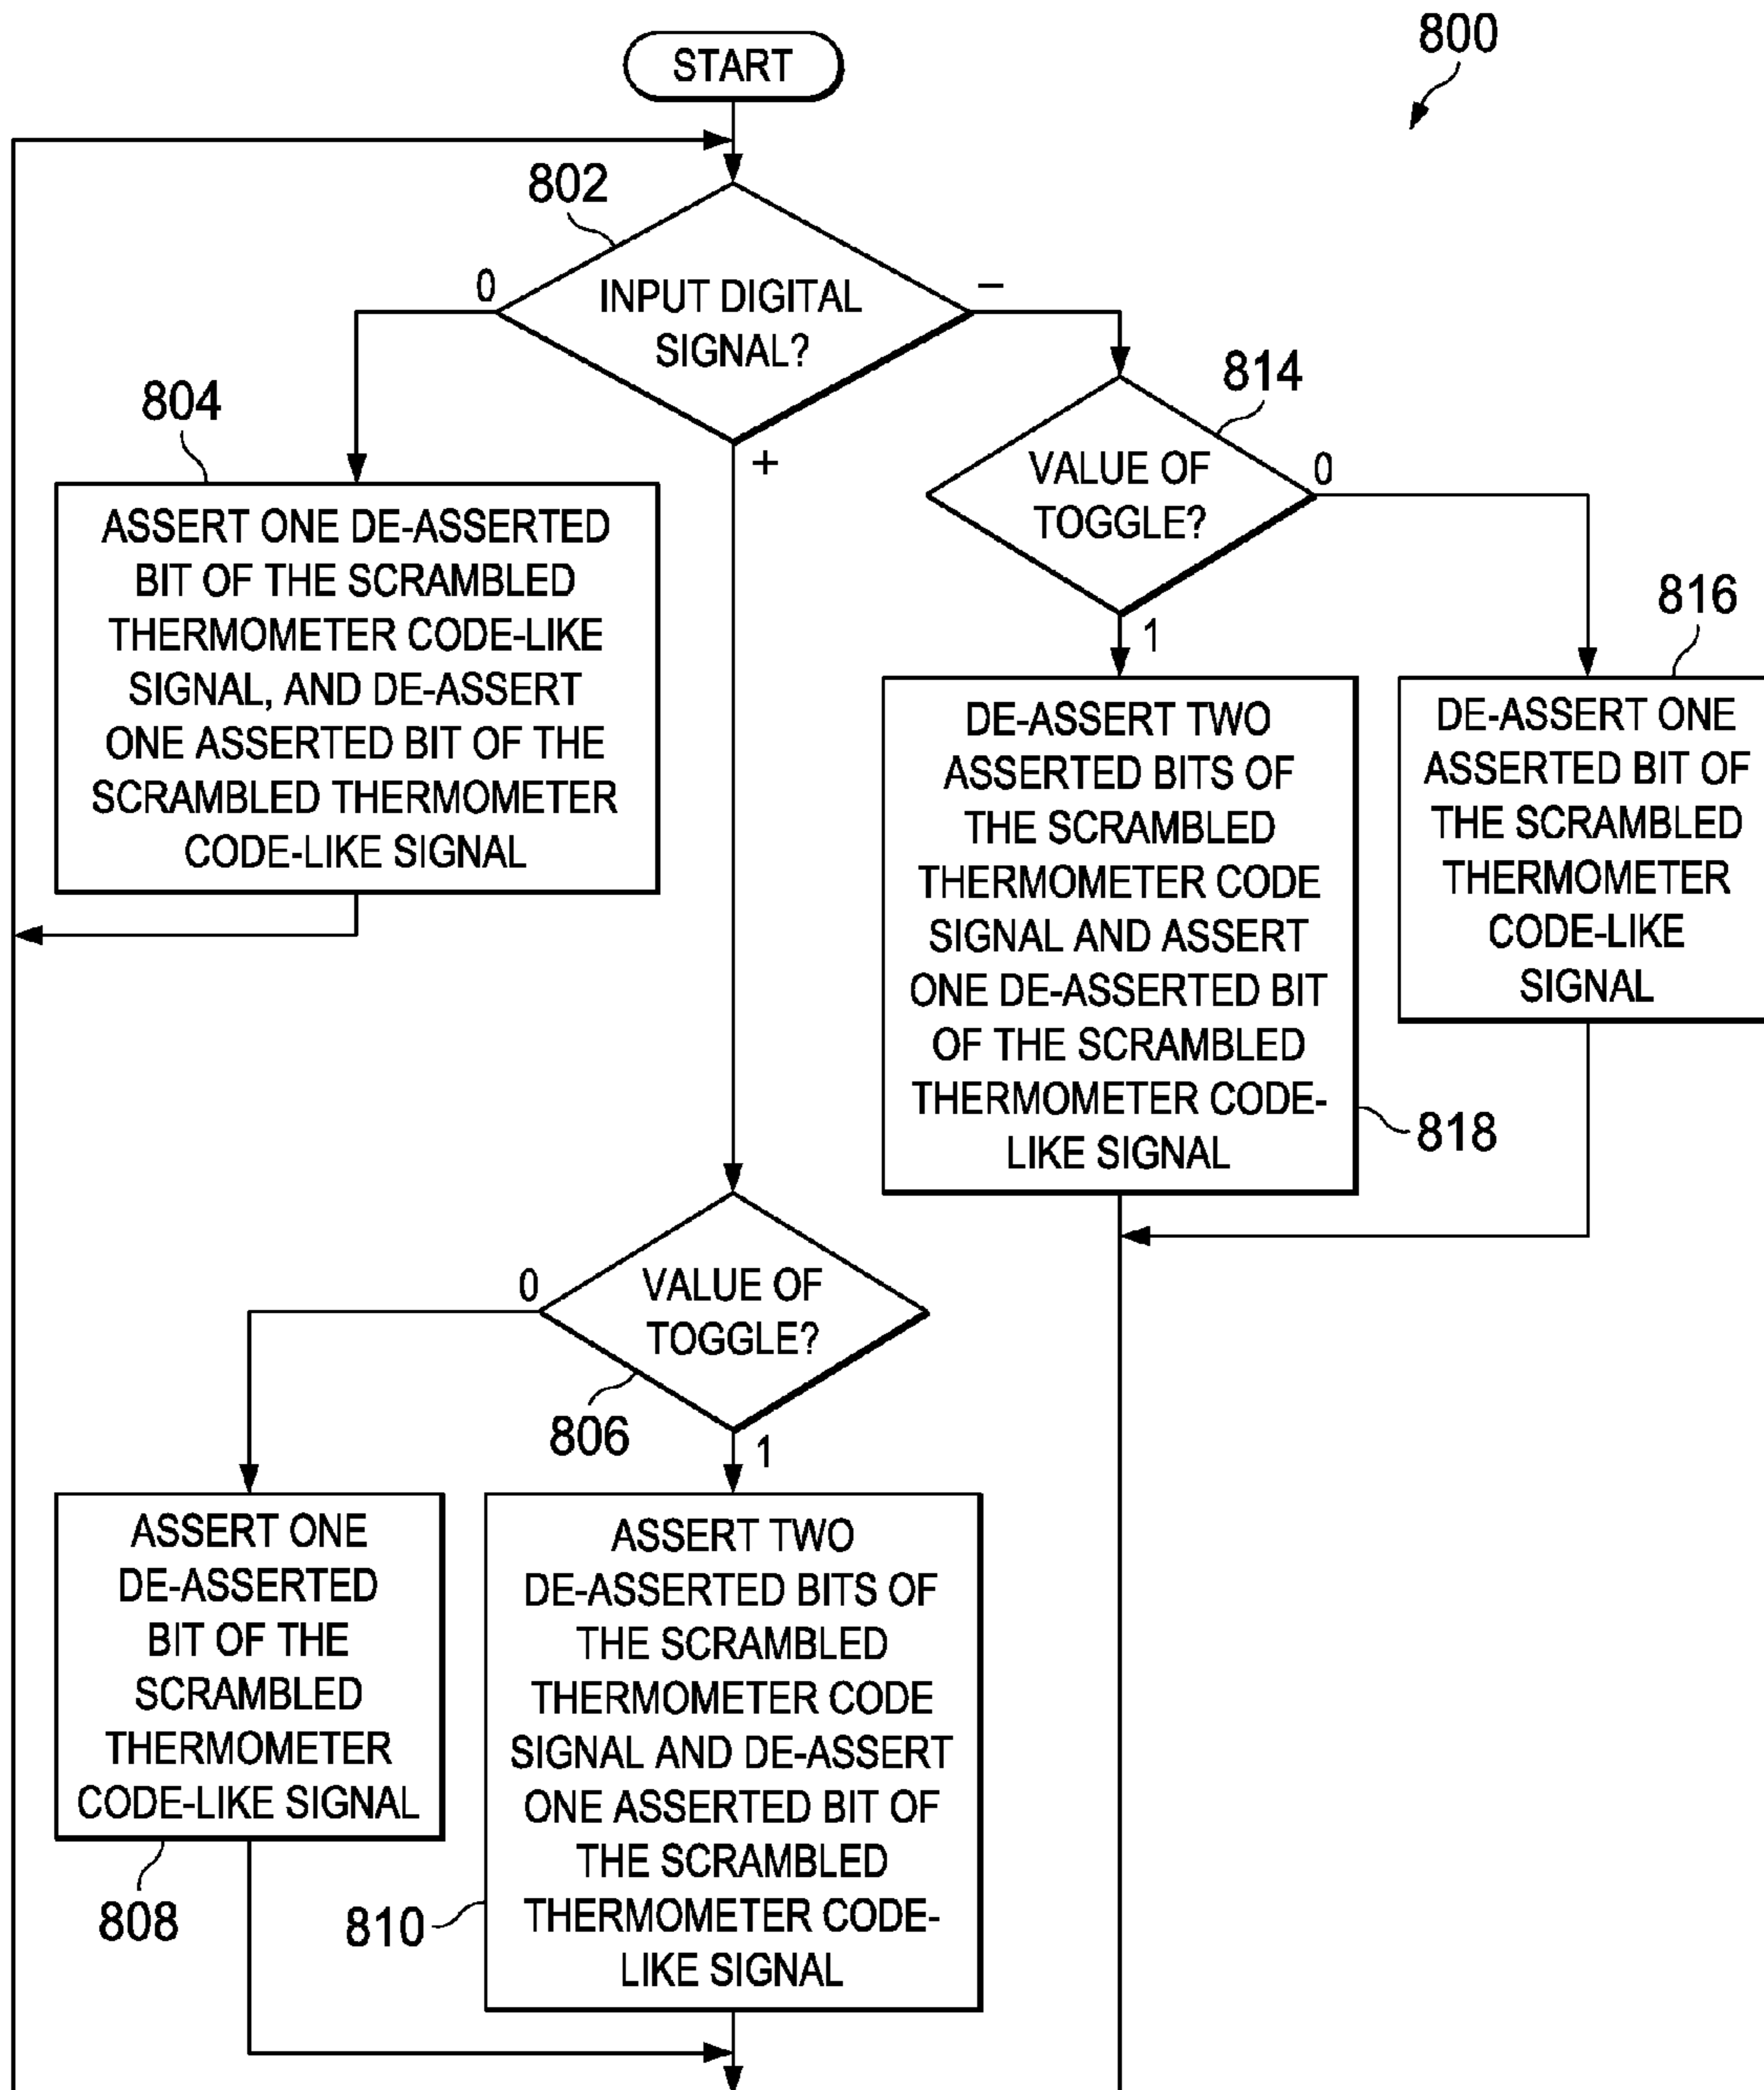 800
START
802
0
INPUT DIGITAL
SIGNAL?
–
+
814
VALUE OF
TOGGLE?
0
1
804
ASSERT ONE DE-ASSERTED
BIT OF THE SCRAMBLED
THERMOMETER CODE-LIKE
SIGNAL, AND DE-ASSERT
ONE ASSERTED BIT OF THE
SCRAMBLED THERMOMETER
CODE-LIKE SIGNAL
816
DE-ASSERT ONE
ASSERTED BIT OF
THE SCRAMBLED
THERMOMETER
CODE-LIKE
SIGNAL
DE-ASSERT TWO
ASSERTED BITS OF
THE SCRAMBLED
THERMOMETER CODE
SIGNAL AND ASSERT
ONE DE-ASSERTED BIT
OF THE SCRAMBLED
THERMOMETER CODE-
LIKE SIGNAL
818
0
VALUE OF
TOGGLE?
806
1
ASSERT ONE
DE-ASSERTED
BIT OF THE
SCRAMBLED
THERMOMETER
CODE-LIKE SIGNAL
808
ASSERT TWO
DE-ASSERTED BITS OF
THE SCRAMBLED
THERMOMETER CODE
SIGNAL AND DE-ASSERT
ONE ASSERTED BIT OF
THE SCRAMBLED
THERMOMETER CODE-
LIKE SIGNAL
810